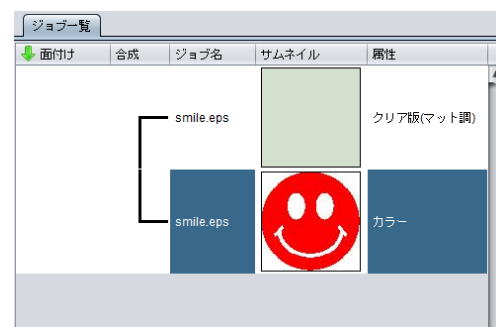 ジョブ一覧
面付け 合成 ジョブ名 サムネイル 属性
smile.eps クリア版(マット調)
smile.eps カラー